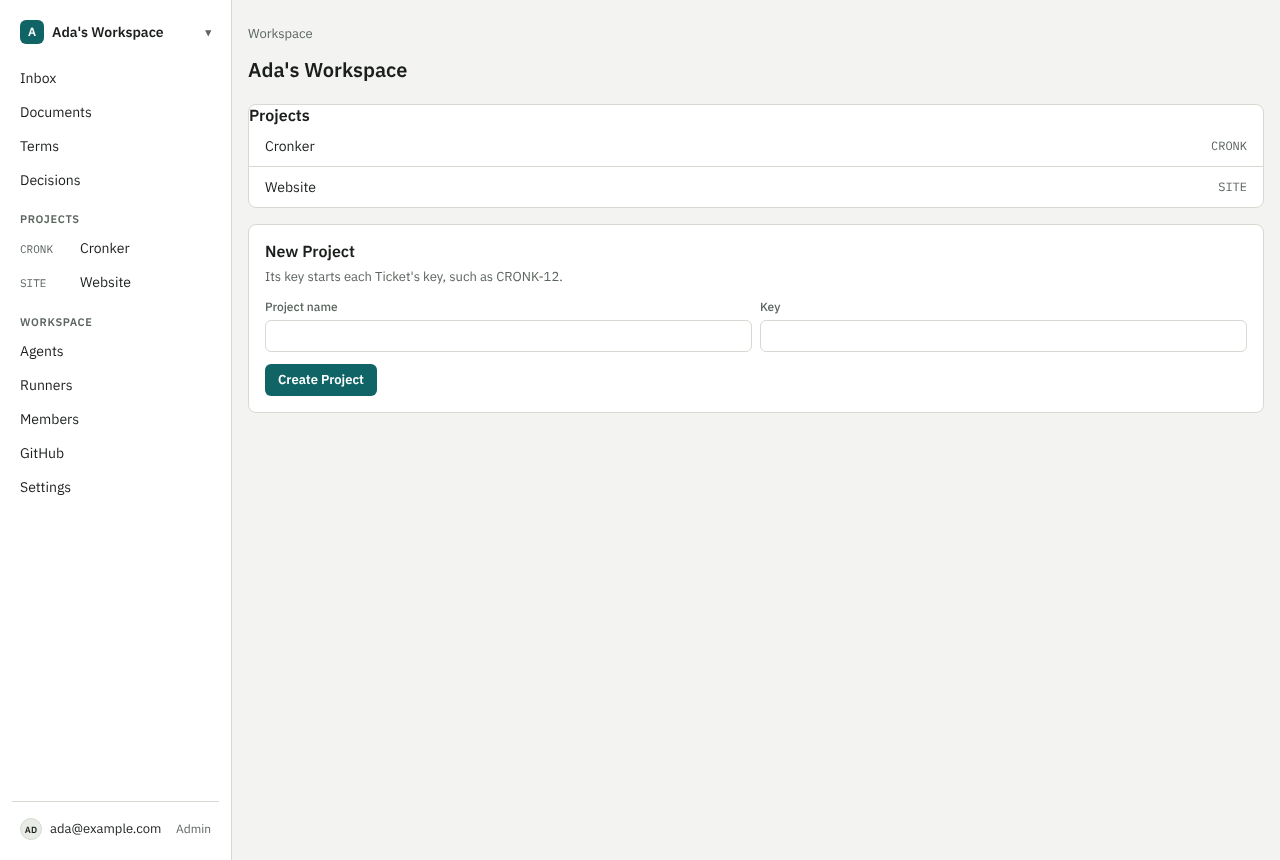 A Ada's Workspace ▾
Inbox
Documents
Terms
Decisions
PROJECTS
CRONK Cronker
SITE Website
WORKSPACE
Agents
Runners
Members
GitHub
Settings
AD ada@example.com Admin
Workspace
Ada's Workspace
Projects
Cronker CRONK
Website SITE
New Project
Its key starts each Ticket's key, such as CRONK-12.
Project name Key
Create Project